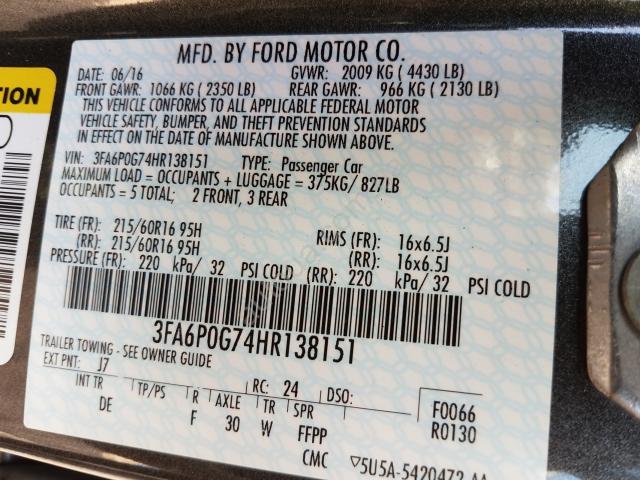 MFD. BY FORD MOTOR CO.
DATE: 06/16 GVWR: 2009 KG ( 4430 LB)
FRONT GAWR: 1066 KG ( 2350 LB) REAR GAWR: 966 KG ( 2130 LB)
THIS VEHICLE CONFORMS TO ALL APPLICABLE FEDERAL MOTOR
VEHICLE SAFETY, BUMPER, AND THEFT PREVENTION STANDARDS
IN EFFECT ON THE DATE OF MANUFACTURE SHOWN ABOVE.
VIN: 3FA6P0G74HR138151 TYPE: Passenger Car
MAXIMUM LOAD = OCCUPANTS + LUGGAGE = 375KG/ 827LB
OCCUPANTS = 5 TOTAL; 2 FRONT, 3 REAR
TIRE (FR): 215/60R16 95H RIMS (FR): 16x6.5J
(RR): 215/60R16 95H (RR): 16x6.5J
PRESSURE (FR): 220 kPa/ 32 PSI COLD (RR): 220 kPa/ 32 PSI COLD
3FA6P0G74HR138151
TRAILER TOWING - SEE OWNER GUIDE
EXT PNT: J7 RC: 24 DSO:
INT TR TP/PS R AXLE TR SPR F0066
DE F 30 W FFPP R0130
CMC ▽5U5A-5420472-AA
TION